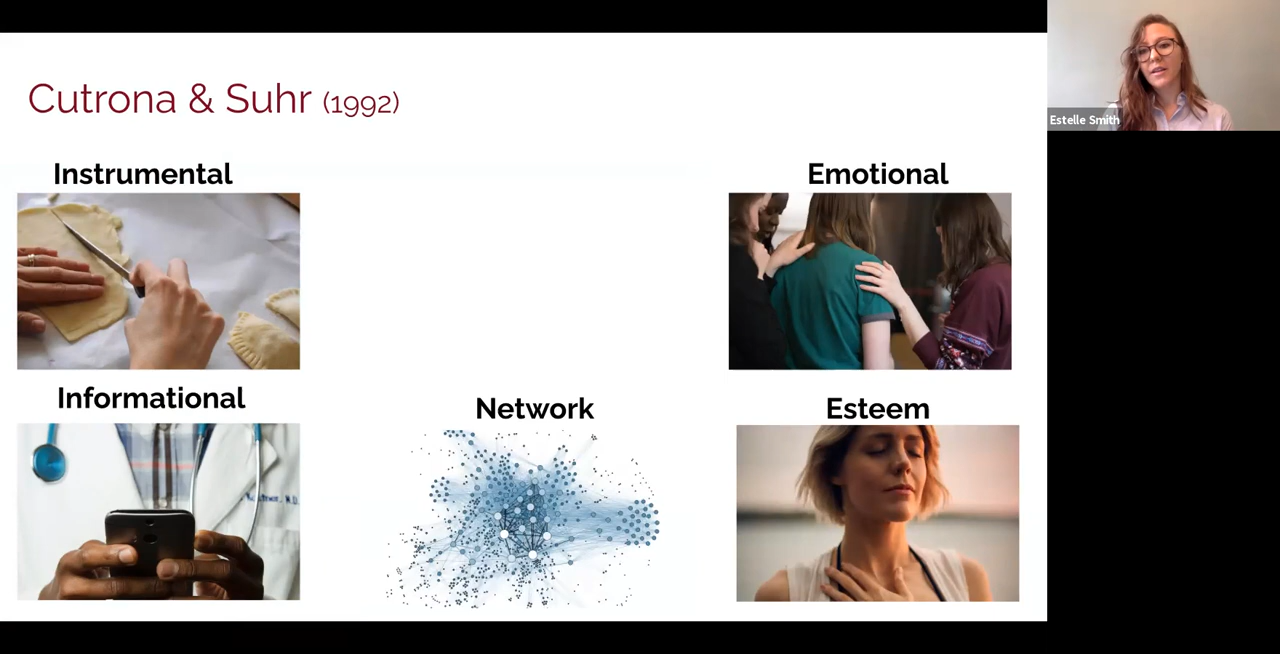 Cutrona & Suhr (1992)
Estelle Smith
Instrumental
Emotional
Informational
Network
Esteem